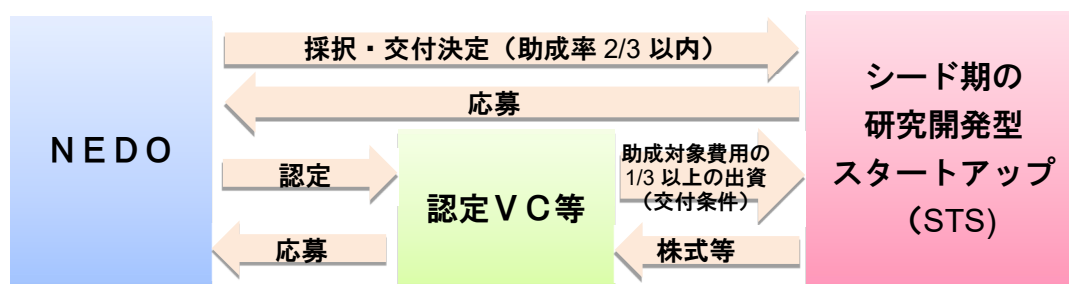 採択・交付決定（助成率 2/3 以内）
応募
ＮＥＤＯ
認定
応募
認定ＶＣ等
助成対象費用の
1/3 以上の出資
（交付条件）
株式等
シード期の
研究開発型
スタートアップ
（STS)